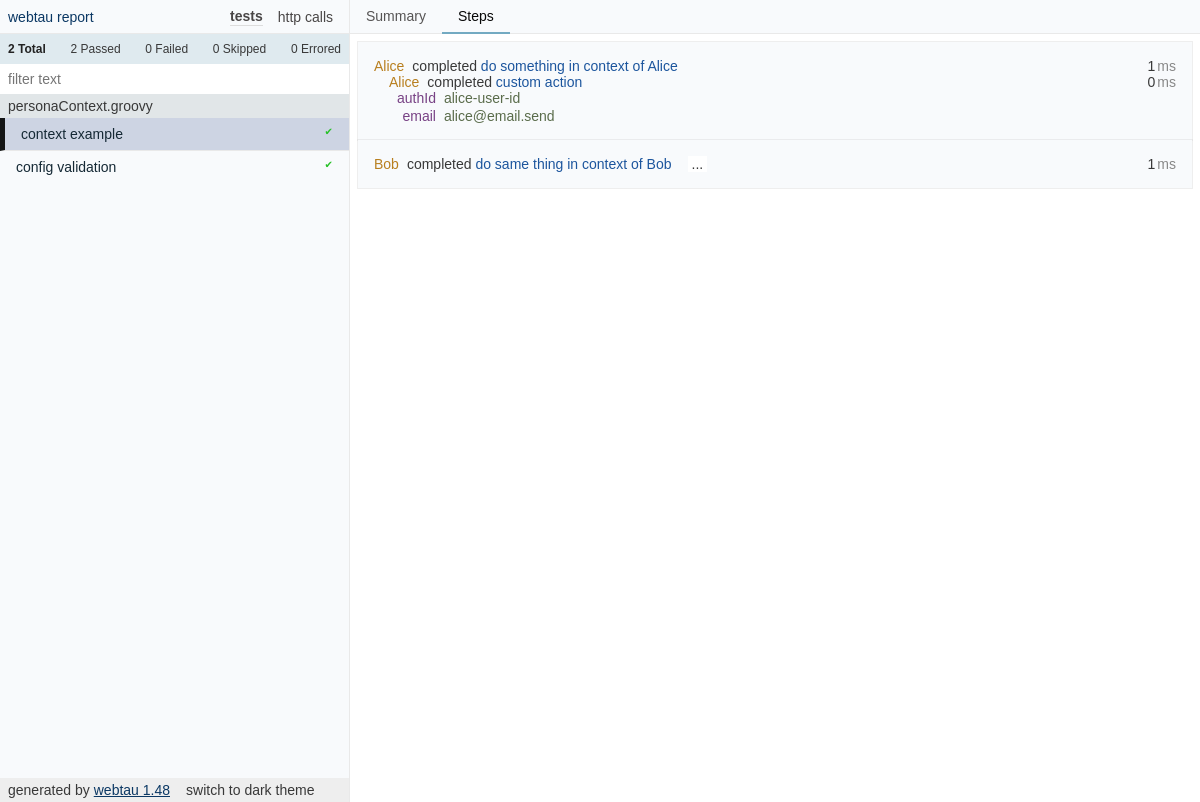 webtau report tests http calls
2 Total 2 Passed 0 Failed 0 Skipped 0 Errored
filter text
personaContext.groovy
context example ✔
config validation ✔
generated by webtau 1.48 switch to dark theme
Summary Steps
Alice completed do something in context of Alice 1 ms
Alice completed custom action 0 ms
authId alice-user-id
email alice@email.send
Bob completed do same thing in context of Bob ... 1 ms